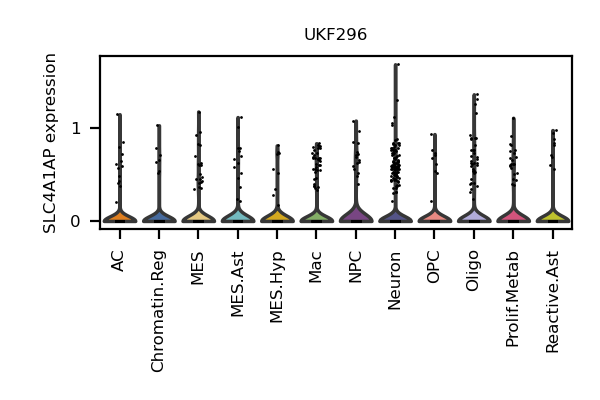 UKF296
SLC4A1AP expression
1
0
AC
Chromatin.Reg
MES
MES.Ast
MES.Hyp
Mac
NPC
Neuron
OPC
Oligo
Prolif.Metab
Reactive.Ast